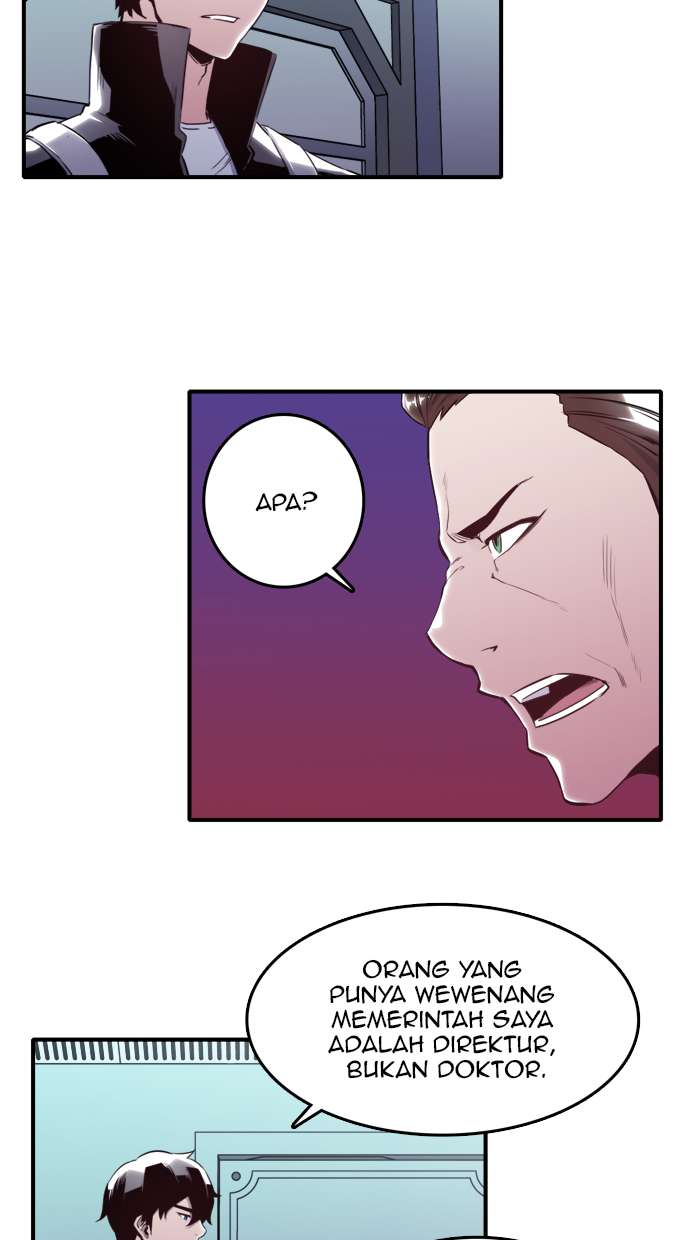 APA?
ORANG YANG
PUNYA WEWENANG
MEMERINTAH SAYA
ADALAH DIREKTUR,
BUKAN DOKTOR.